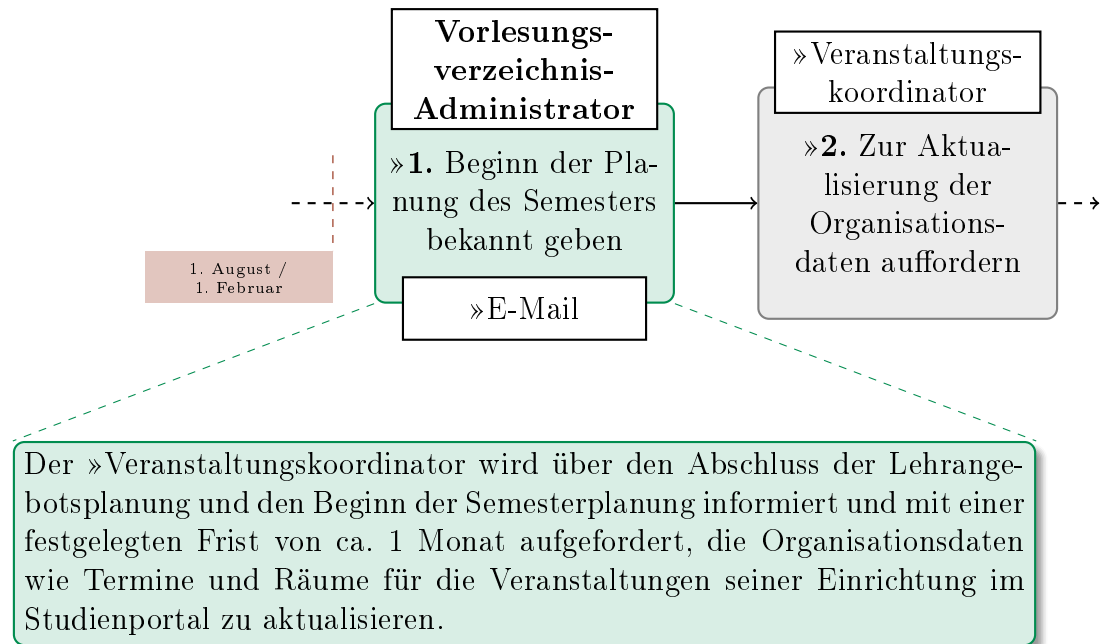 Vorlesungs-
verzeichnis-
Administrator
»1. Beginn der Pla-
nung des Semesters
bekannt geben
»E-Mail
1. August /
1. Februar
»Veranstaltungs-
koordinator
»2. Zur Aktua-
lisierung der
Organisations-
daten auffordern
Der »Veranstaltungskoordinator wird über den Abschluss der Lehrange-
botsplanung und den Beginn der Semesterplanung informiert und mit einer
festgelegten Frist von ca. 1 Monat aufgefordert, die Organisationsdaten
wie Termine und Räume für die Veranstaltungen seiner Einrichtung im
Studienportal zu aktualisieren.